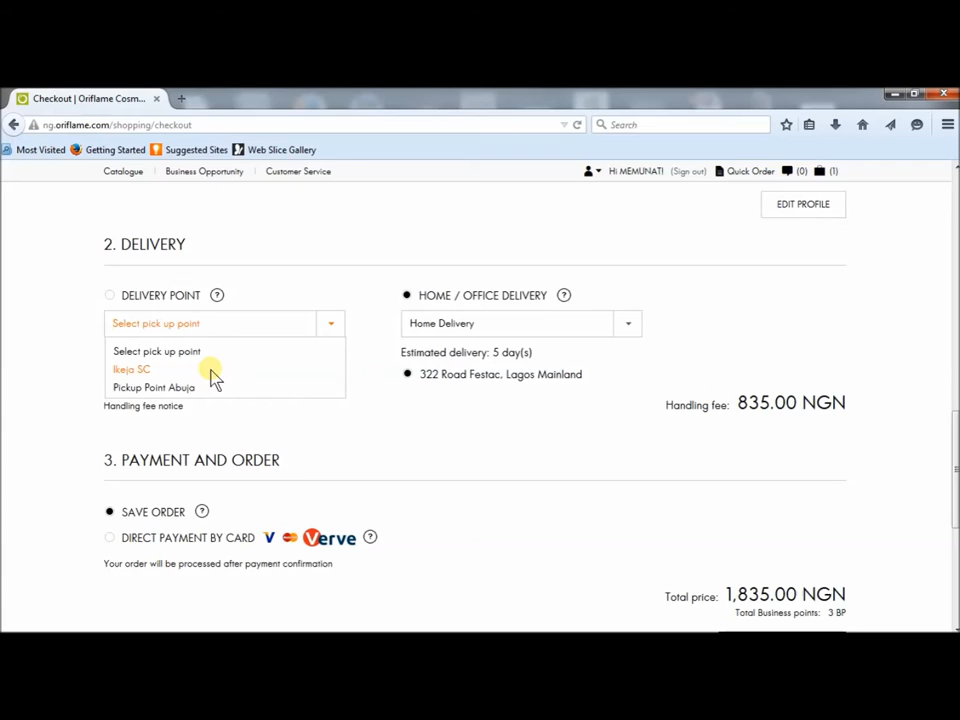 Checkout | Oriflame Cosm...
ng.oriflame.com/shopping/checkout
Search
Most Visited Getting Started Suggested Sites Web Slice Gallery
Catalogue Business Opportunity Customer Service Hi MEMUNAT! (Sign out) Quick Order (0) (1)
EDIT PROFILE
2. DELIVERY
DELIVERY POINT ? HOME / OFFICE DELIVERY ?
Select pick up point Home Delivery
Select pick up point Estimated delivery: 5 day(s)
Ikeja SC 322 Road Festac, Lagos Mainland
Pickup Point Abuja
Handling fee notice Handling fee: 835.00 NGN
3. PAYMENT AND ORDER
SAVE ORDER ?
DIRECT PAYMENT BY CARD V Verve ?
Your order will be processed after payment confirmation
Total price: 1,835.00 NGN
Total Business points: 3 BP